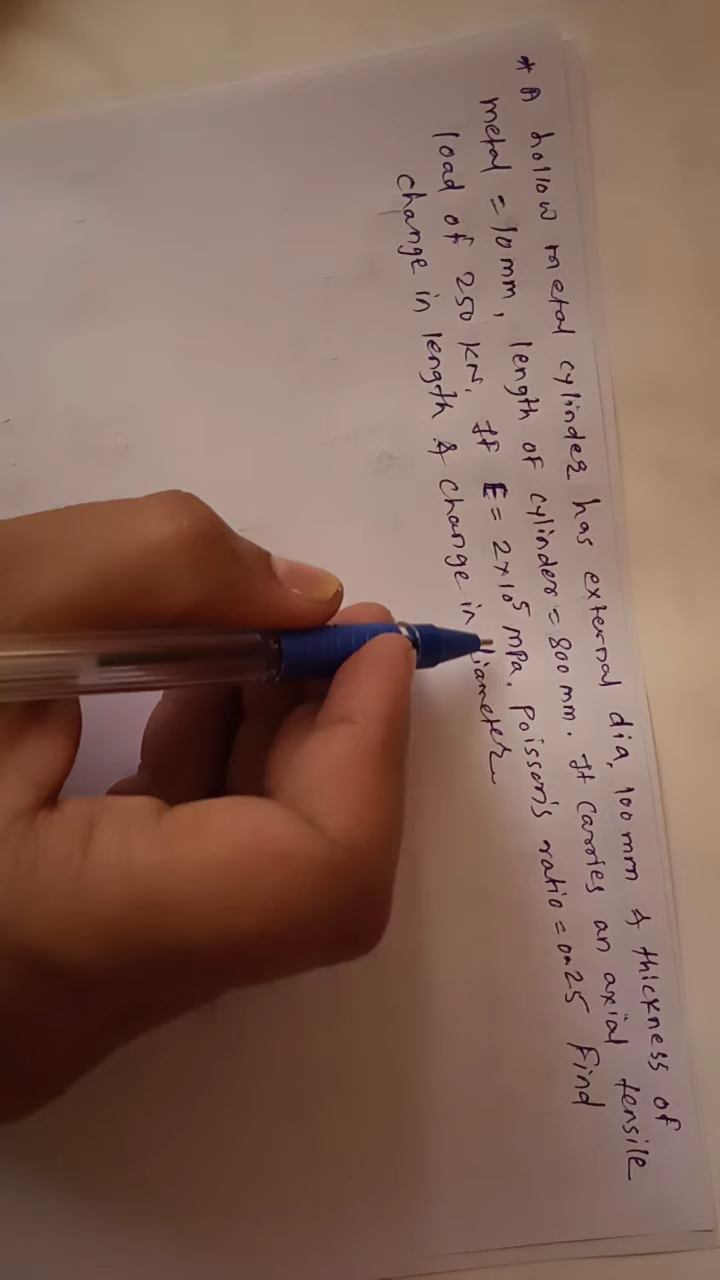 * A hollow metal cylinder has external dia, 100 mm & thickness of
metal = 10 mm, length of cylinder = 800 mm. It carries an axial tensile
load of 250 KN. If E = 2×10⁵ mpa. Poisson's ratio = 0.25 Find
change in length & change in diameter.